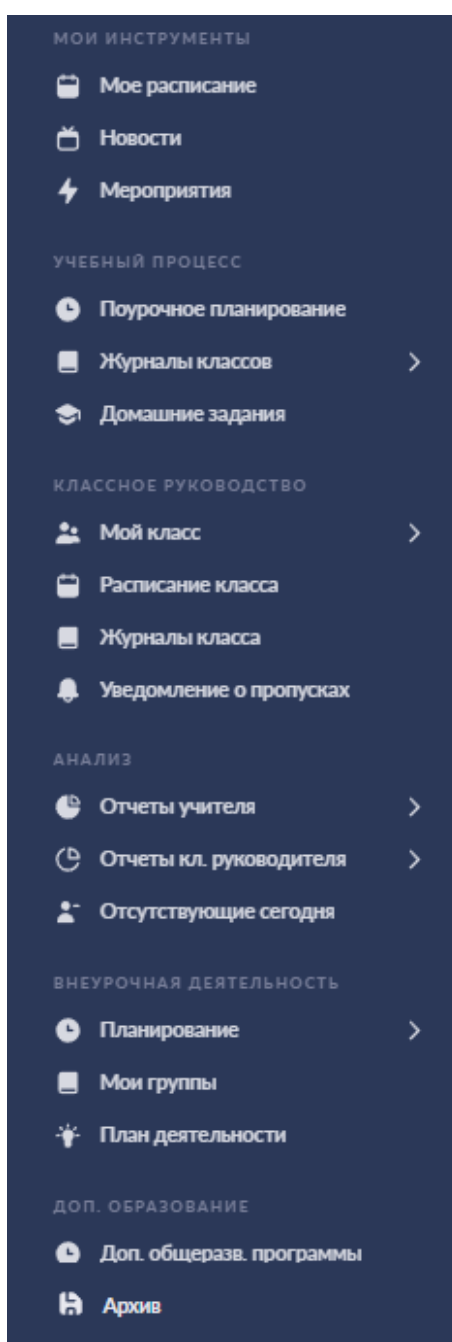 МОИ ИНСТРУМЕНТЫ
Мое расписание
Новости
Мероприятия
УЧЕБНЫЙ ПРОЦЕСС
Поурочное планирование
Журналы классов
Домашние задания
КЛАССНОЕ РУКОВОДСТВО
Мой класс
Расписание класса
Журналы класса
Уведомление о пропусках
АНАЛИЗ
Отчеты учителя
Отчеты кл. руководителя
Отсутствующие сегодня
ВНЕУРОЧНАЯ ДЕЯТЕЛЬНОСТЬ
Планирование
Мои группы
План деятельности
ДОП. ОБРАЗОВАНИЕ
Доп. общеразв. программы
Архив